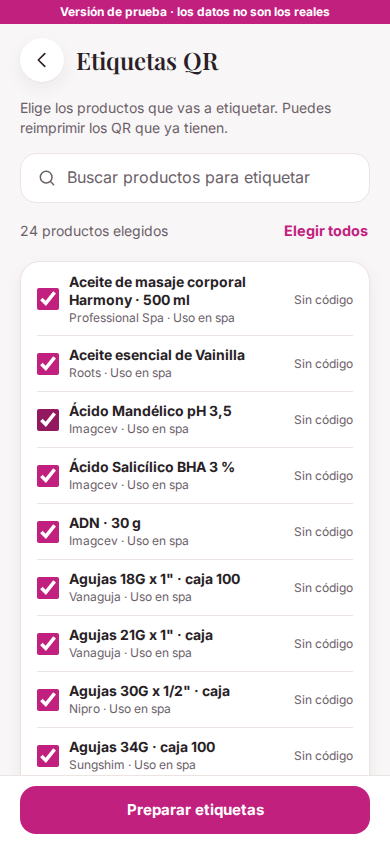 Versión de prueba · los datos no son los reales
Etiquetas QR
Elige los productos que vas a etiquetar. Puedes
reimprimir los QR que ya tienen.
Buscar productos para etiquetar
24 productos elegidos
Elegir todos
Aceite de masaje corporal
Harmony · 500 ml
Professional Spa · Uso en spa
Sin código
Aceite esencial de Vainilla
Roots · Uso en spa
Sin código
Ácido Mandélico pH 3,5
Imagcev · Uso en spa
Sin código
Ácido Salicílico BHA 3 %
Imagcev · Uso en spa
Sin código
ADN · 30 g
Imagcev · Uso en spa
Sin código
Agujas 18G x 1" · caja 100
Vanaguja · Uso en spa
Sin código
Agujas 21G x 1" · caja
Vanaguja · Uso en spa
Sin código
Agujas 30G x 1/2" · caja
Nipro · Uso en spa
Sin código
Agujas 34G · caja 100
Sungshim · Uso en spa
Sin código
Preparar etiquetas